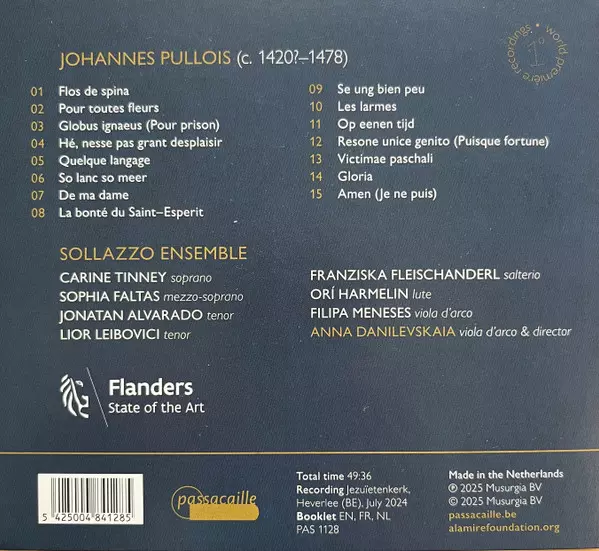 world première recordings
1°
JOHANNES PULLOIS (c. 1420?–1478)
01 Flos de spina
02 Pour toutes fleurs
03 Globus ignaeus (Pour prison)
04 Hé, nesse pas grant desplaisir
05 Quelque langage
06 So lanc so meer
07 De ma dame
08 La bonté du Saint–Esperit
09 Se ung bien peu
10 Les larmes
11 Op eenen tijd
12 Resone unice genito (Puisque fortune)
13 Victimae paschali
14 Gloria
15 Amen (Je ne puis)
SOLLAZZO ENSEMBLE
CARINE TINNEY soprano
SOPHIA FALTAS mezzo-soprano
JONATAN ALVARADO tenor
LIOR LEIBOVICI tenor
FRANZISKA FLEISCHANDERL salterio
ORÍ HARMELIN lute
FILIPA MENESES viola d'arco
ANNA DANILEVSKAIA viola d'arco & director
Flanders
State of the Art
5 425004 841285
passacaille
Total time 49:36
Recording Jezuïetenkerk,
Heverlee (BE), July 2024
Booklet EN, FR, NL
PAS 1128
Made in the Netherlands
℗ 2025 Musurgia BV
© 2025 Musurgia BV
passacaille.be
alamirefoundation.org